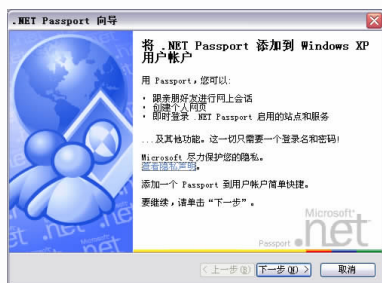 .NET Passport 向导
将 .NET Passport 添加到 Windows XP
用户帐户
用 Passport，您可以:
· 跟亲朋好友进行网上会话
· 创建个人网页
· 即时登录 .NET Passport 启用的站点和服务
...及其他功能。这一切只需要一个登录名和密码!
Microsoft 尽力保护您的隐私。
查看隐私声明。
添加一个 Passport 到用户帐户简单快捷。
要继续，请单击“下一步”。
Microsoft
Passport .net
.net
<上一步(B) 下一步(N)> 取消